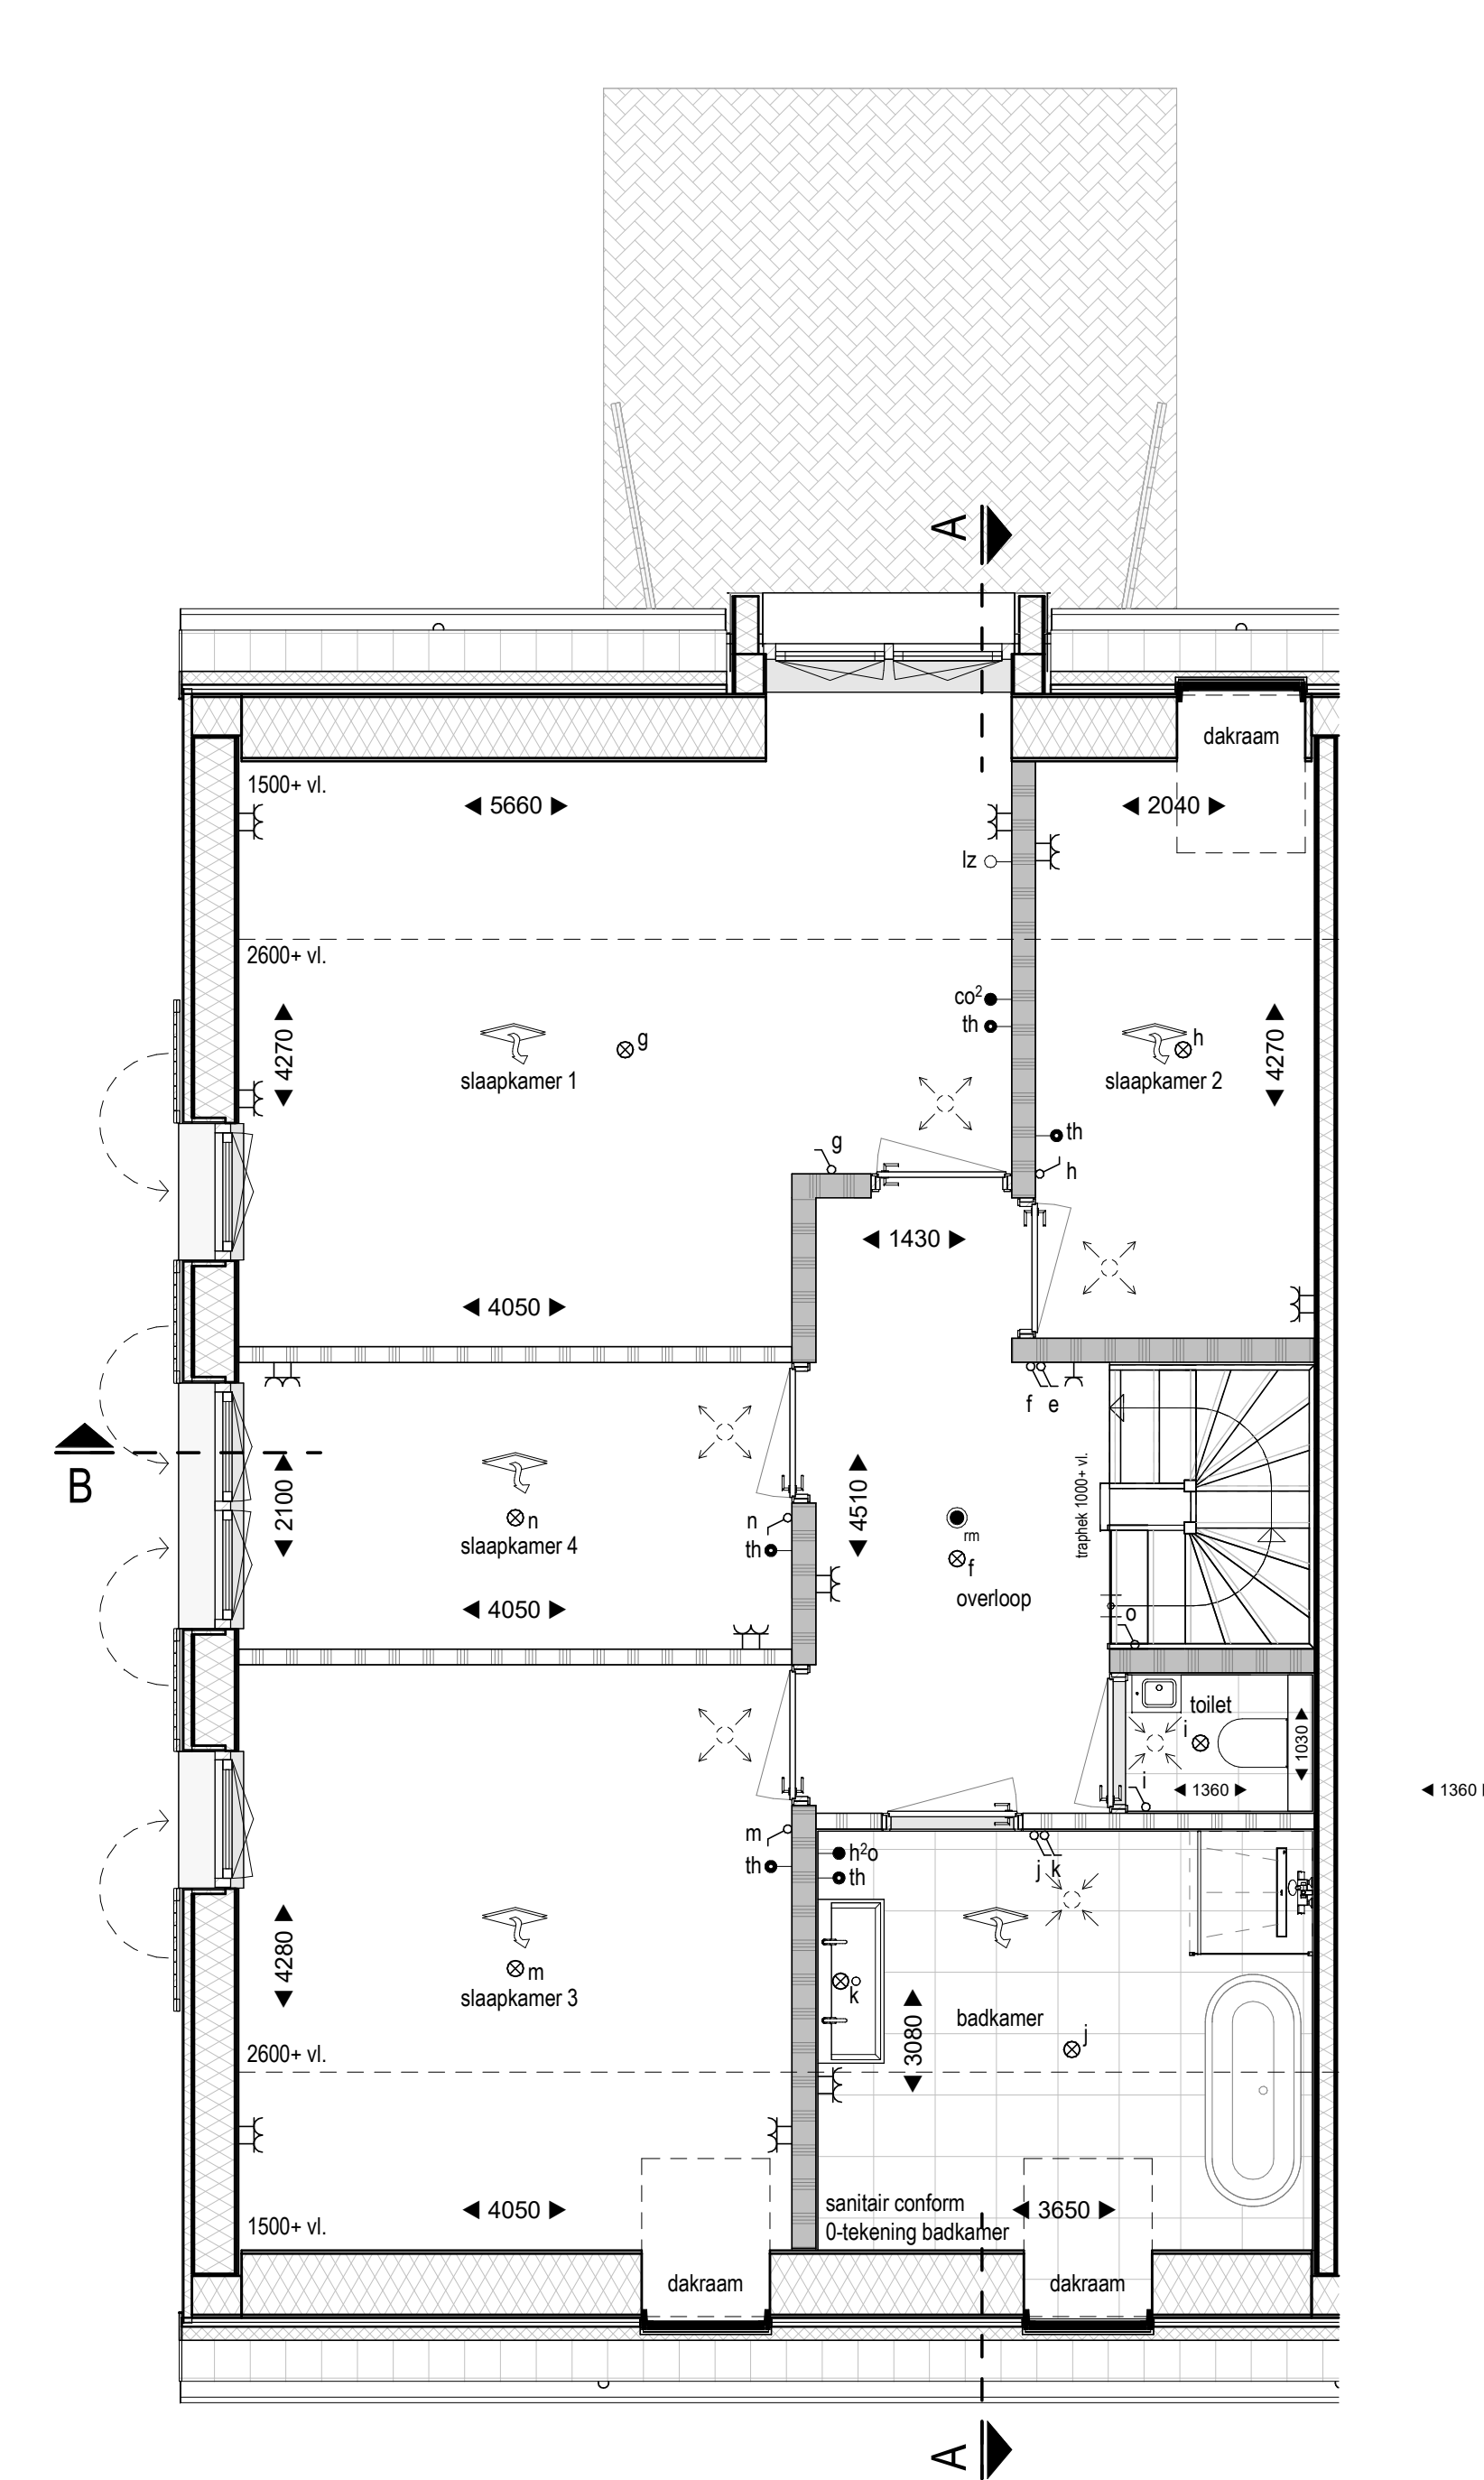 A
dakraam
1500+ vl.
5660
2040
lz
2600+ vl.
co²
th
4270
g
slaapkamer 1
h
slaapkamer 2
4270
th
h
g
1430
4050
f e
B
2100
n
slaapkamer 4
n
th
4510
rm
f
overloop
traphek 1000+ vl.
o
4050
toilet
i
1030
i
1360
1360
m
th
h²o
th
j k
4280
m
slaapkamer 3
k
3080
badkamer
j
2600+ vl.
4050
sanitair conform
0-tekening badkamer
3650
1500+ vl.
dakraam
dakraam
A